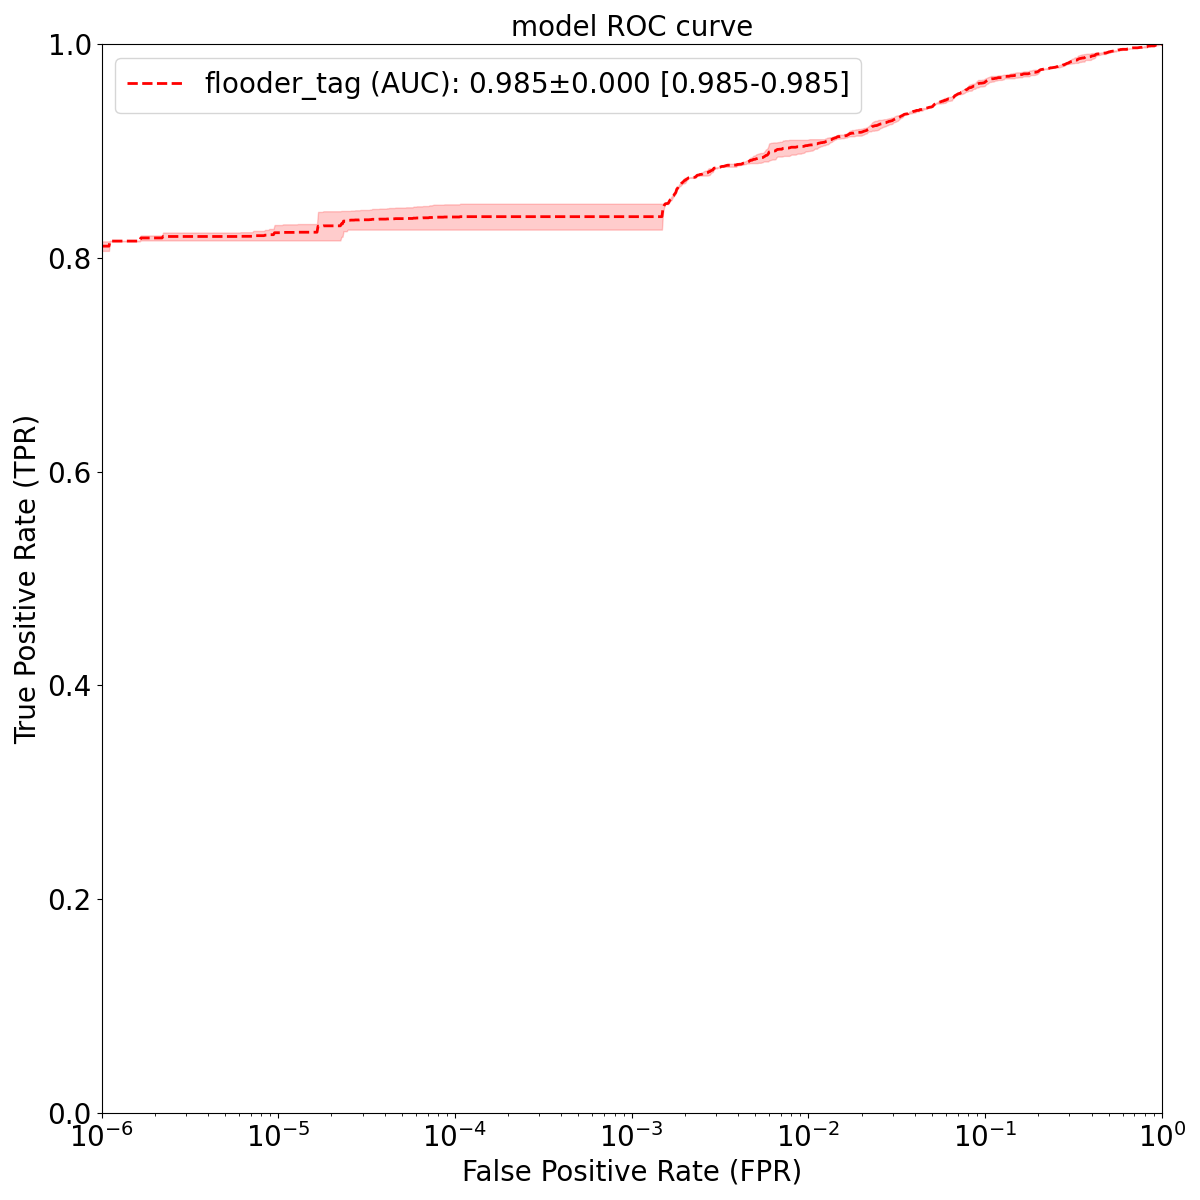 model ROC curve
flooder_tag (AUC): 0.985±0.000 [0.985-0.985]
1.0
0.8
0.6
0.4
0.2
0.0
True Positive Rate (TPR)
10⁻⁶ 10⁻⁵ 10⁻⁴ 10⁻³ 10⁻² 10⁻¹ 10⁰
False Positive Rate (FPR)